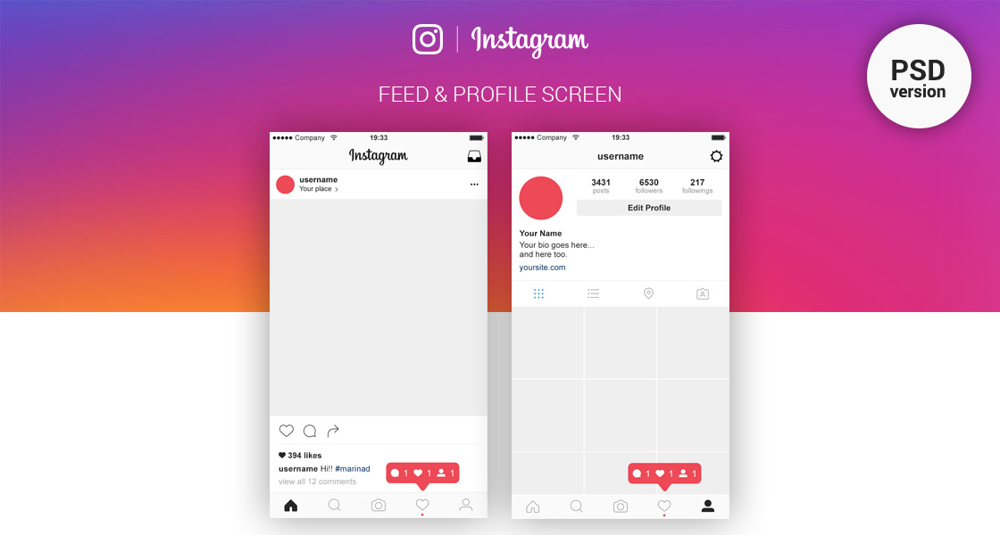 Instagram
PSD
version
FEED & PROFILE SCREEN
Company
19:33
Instagram
username
Your place
394 likes
username Hi!! #marinad
view all 12 comments
1 1 1
Company
19:33
username
3431
posts
6530
followers
217
followings
Edit Profile
Your Name
Your bio goes here...
and here too.
yoursite.com
1 1 1